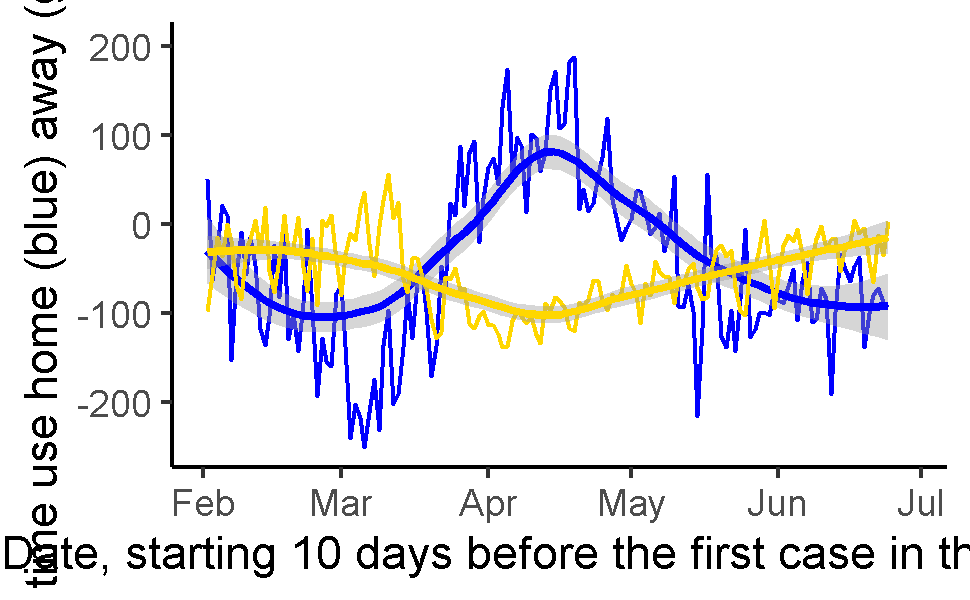 time use home (blue) away (
200
100
0
-100
-200
Feb Mar Apr May Jun Jul
Date, starting 10 days before the first case in th